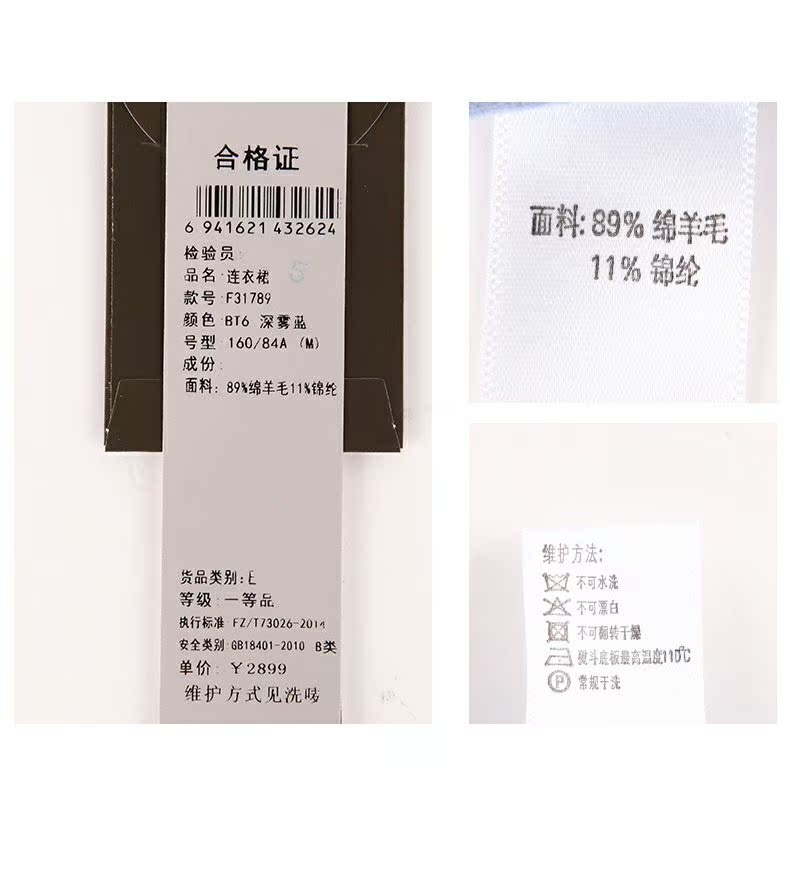 合格证
6 941621 432624
检验员:
品名:连衣裙 5
款号:F31789
颜色:BT6 深雾蓝
号型:160/84A (M)
成份:
面料: 89%绵羊毛11%锦纶
货品类别:E
等级:一等品
执行标准:FZ/T73026-2014
安全类别:GB18401-2010 B类
单价:￥2899
维护方式见洗唛
面料:89% 绵羊毛
11% 锦纶
维护方法:
不可水洗
不可漂白
不可翻转干燥
熨斗底板最高温度110℃
P 常规干洗